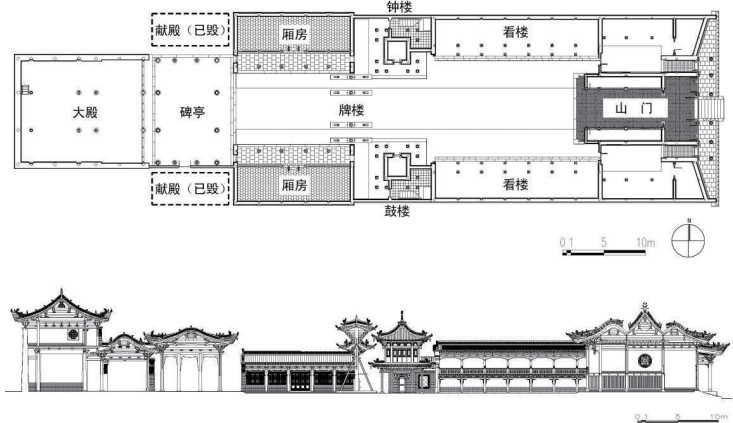 钟楼
献殿（已毁）
厢房
看楼
大殿
碑亭
牌楼
山 门
献殿（已毁）
厢房
看楼
鼓楼
N
0 1 5 10m
0 1 5 10m